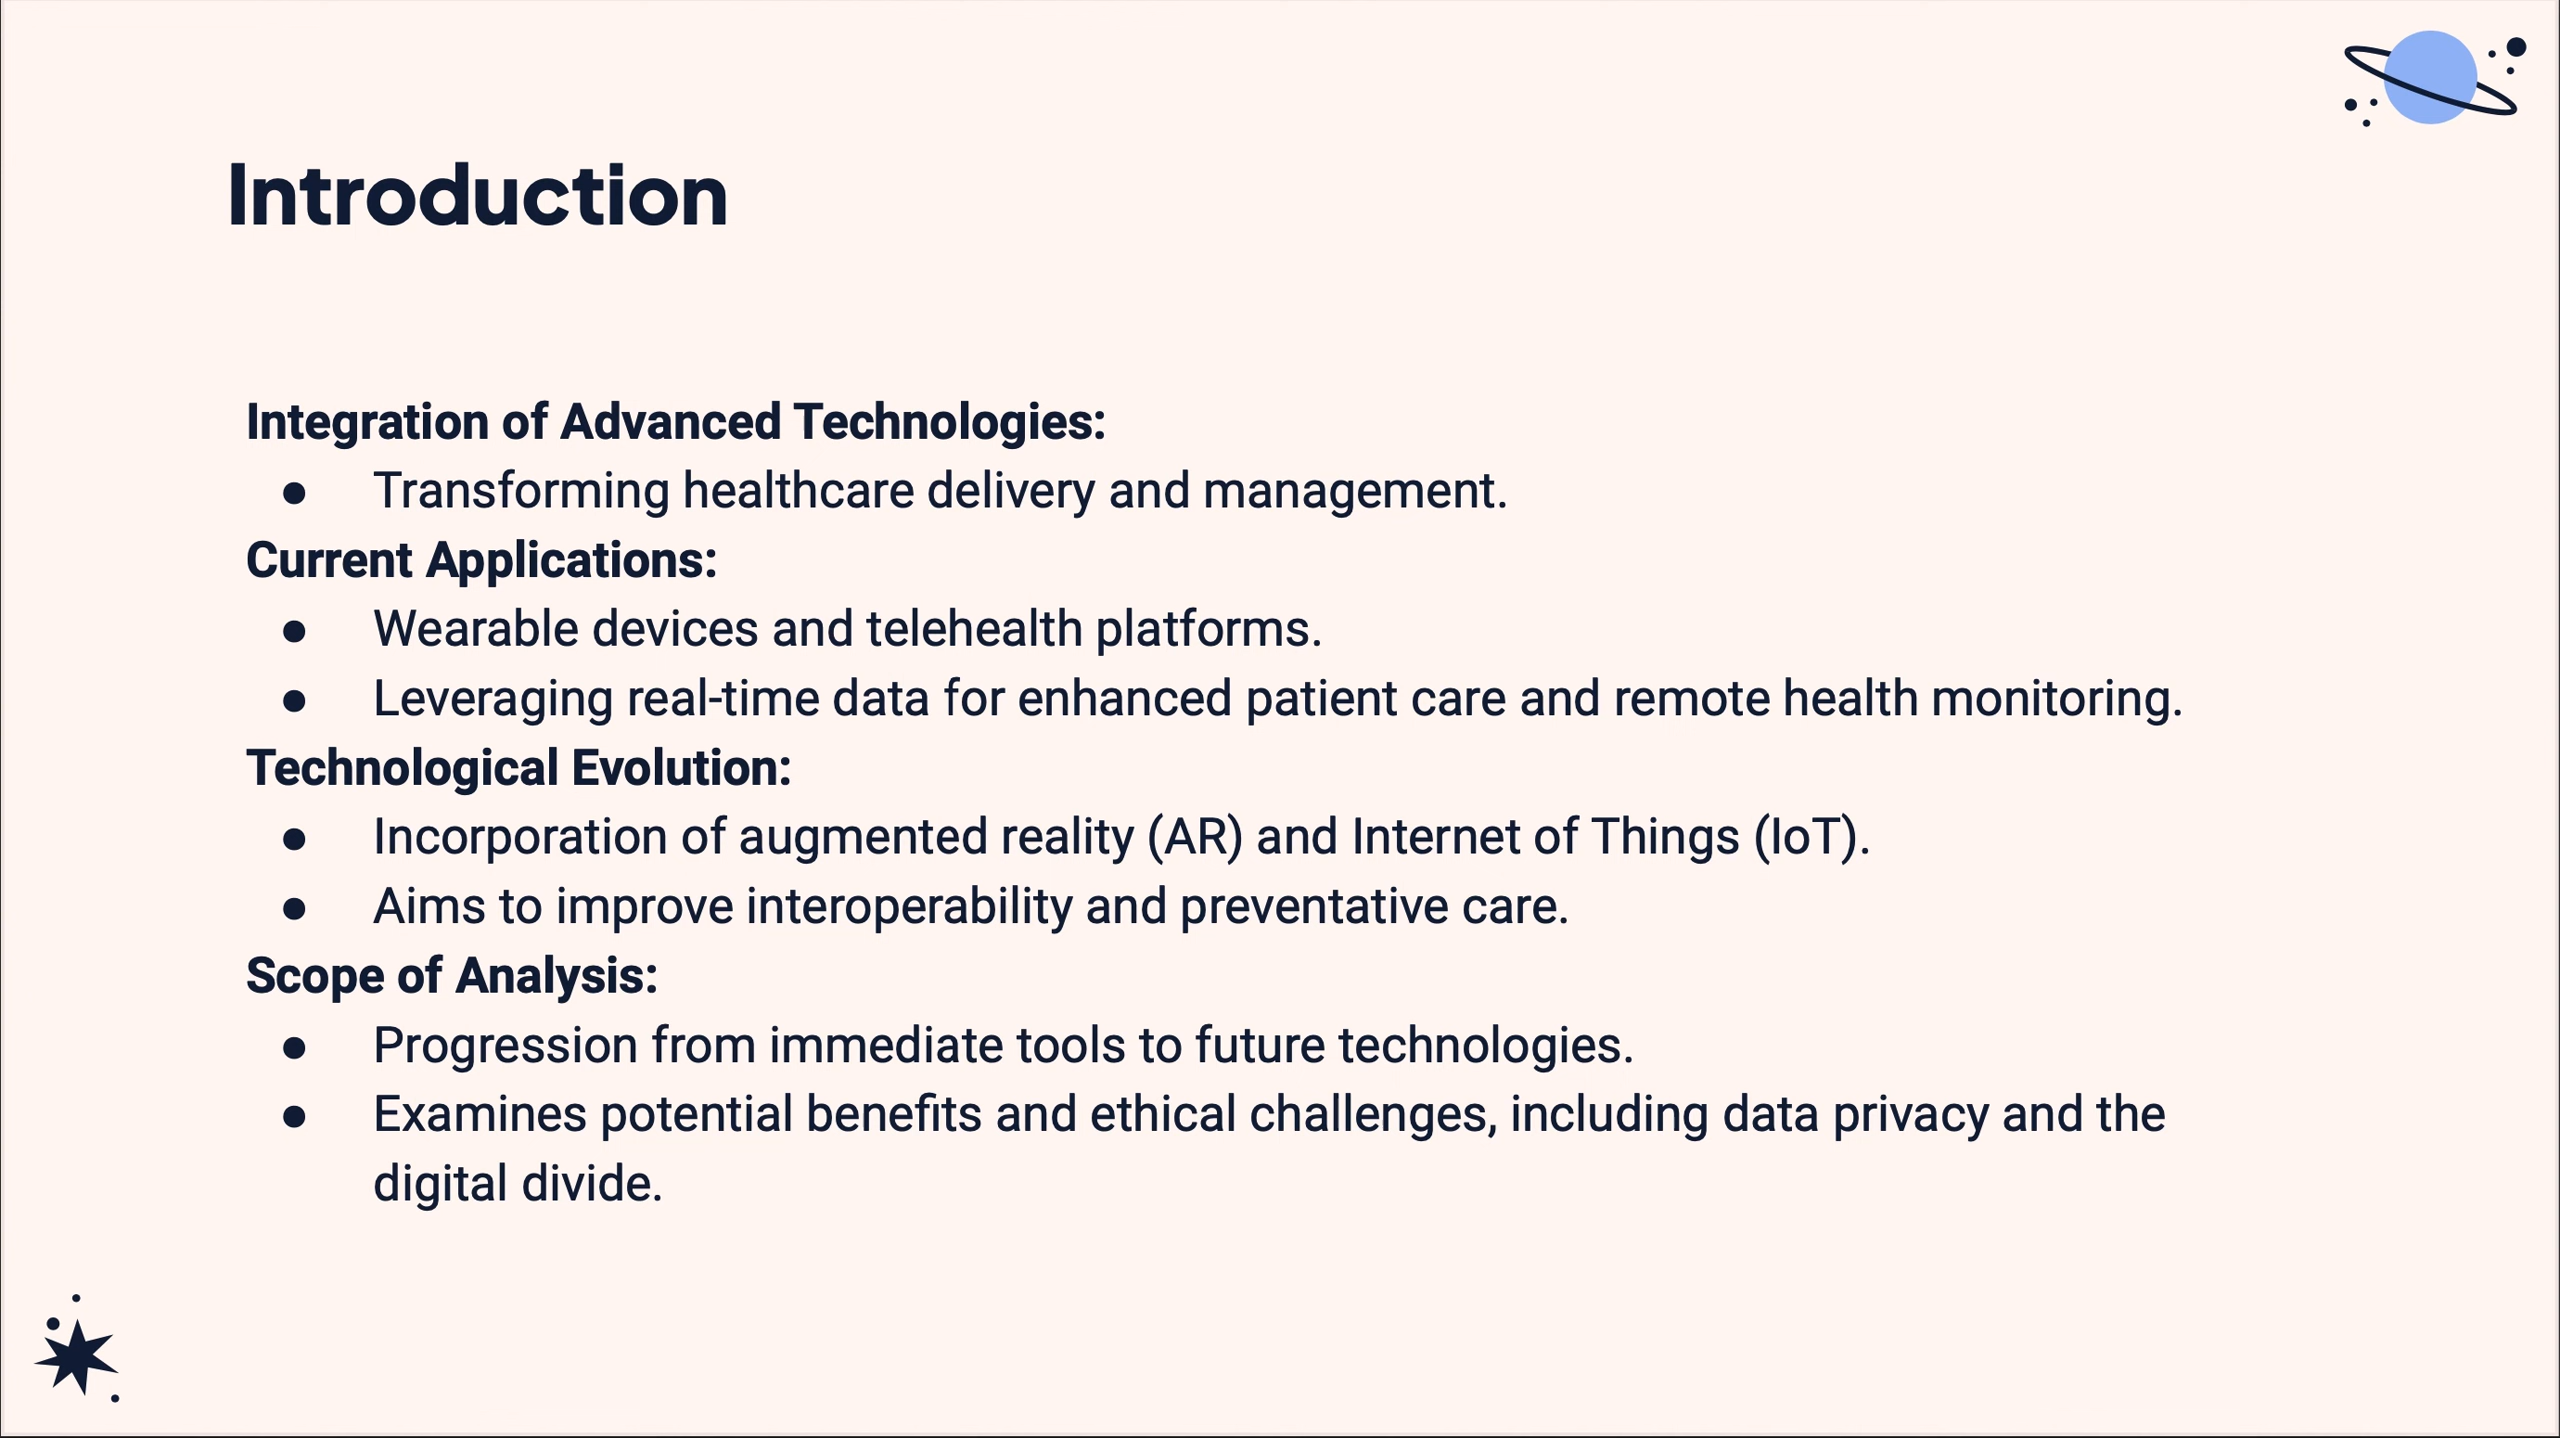 Introduction
Integration of Advanced Technologies:
● Transforming healthcare delivery and management.
Current Applications:
● Wearable devices and telehealth platforms.
● Leveraging real-time data for enhanced patient care and remote health monitoring.
Technological Evolution:
● Incorporation of augmented reality (AR) and Internet of Things (IoT).
● Aims to improve interoperability and preventative care.
Scope of Analysis:
● Progression from immediate tools to future technologies.
● Examines potential benefits and ethical challenges, including data privacy and the
digital divide.